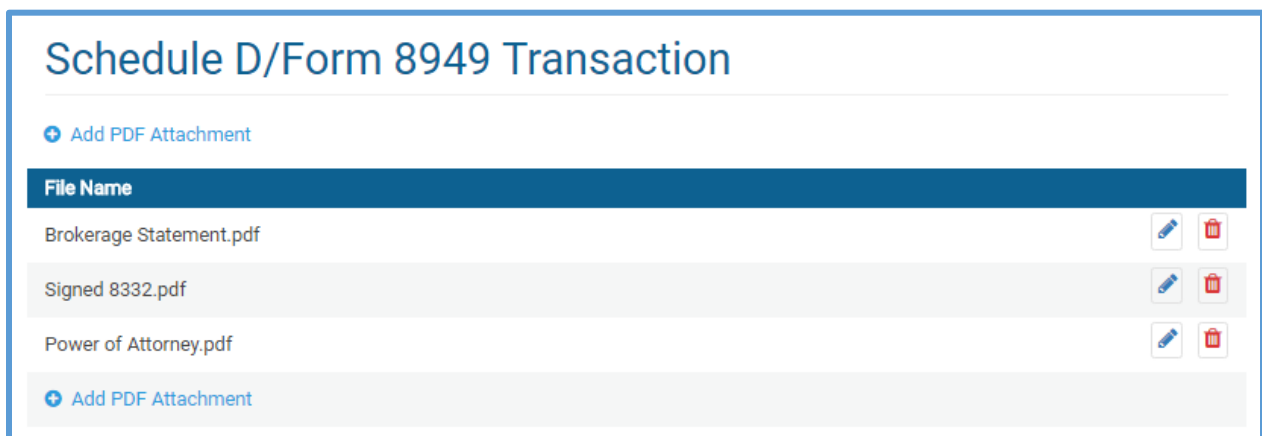 Schedule D/Form 8949 Transaction
Add PDF Attachment
File Name
Brokerage Statement.pdf
Signed 8332.pdf
Power of Attorney.pdf
Add PDF Attachment